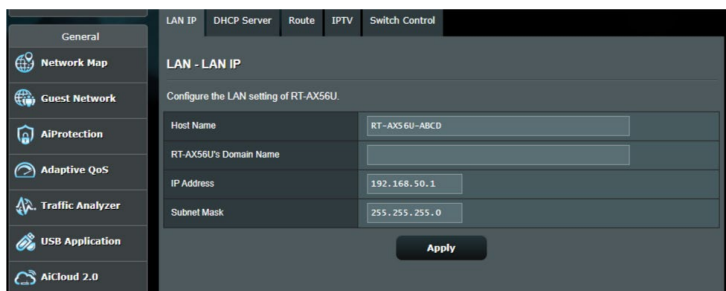 General
Network Map
Guest Network
AiProtection
Adaptive QoS
Traffic Analyzer
USB Application
AiCloud 2.0
LAN IP DHCP Server Route IPTV Switch Control
LAN - LAN IP
Configure the LAN setting of RT-AX56U.
Host Name RT-AX56U-ABCD
RT-AX56U's Domain Name
IP Address 192.168.50.1
Subnet Mask 255.255.255.0
Apply